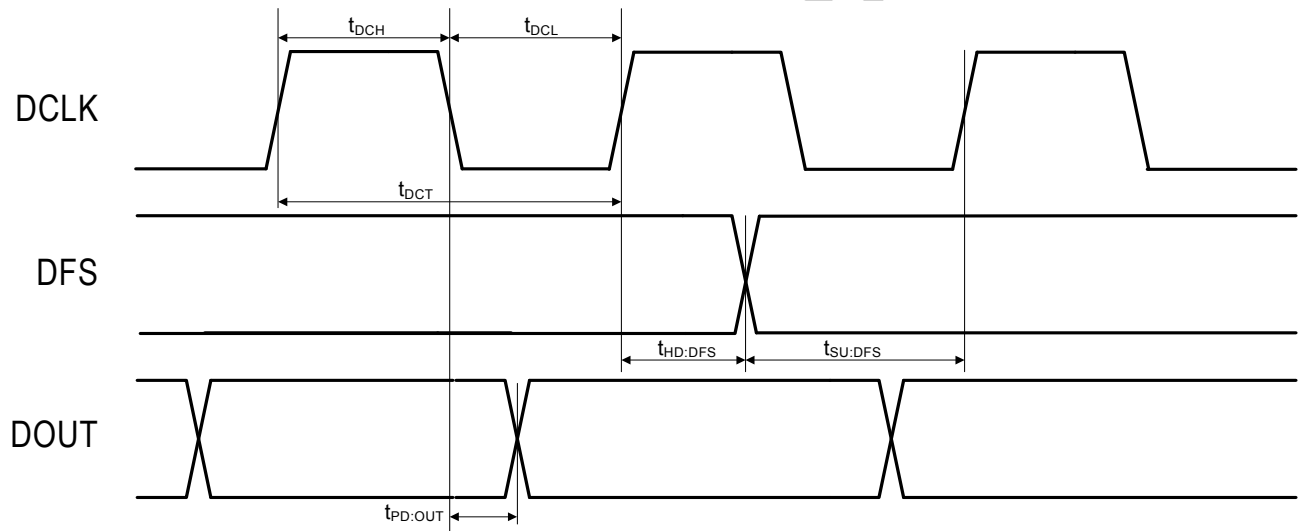 tDCH
tDCL
DCLK
tDCT
DFS
tHD:DFS
tSU:DFS
DOUT
tPD:OUT